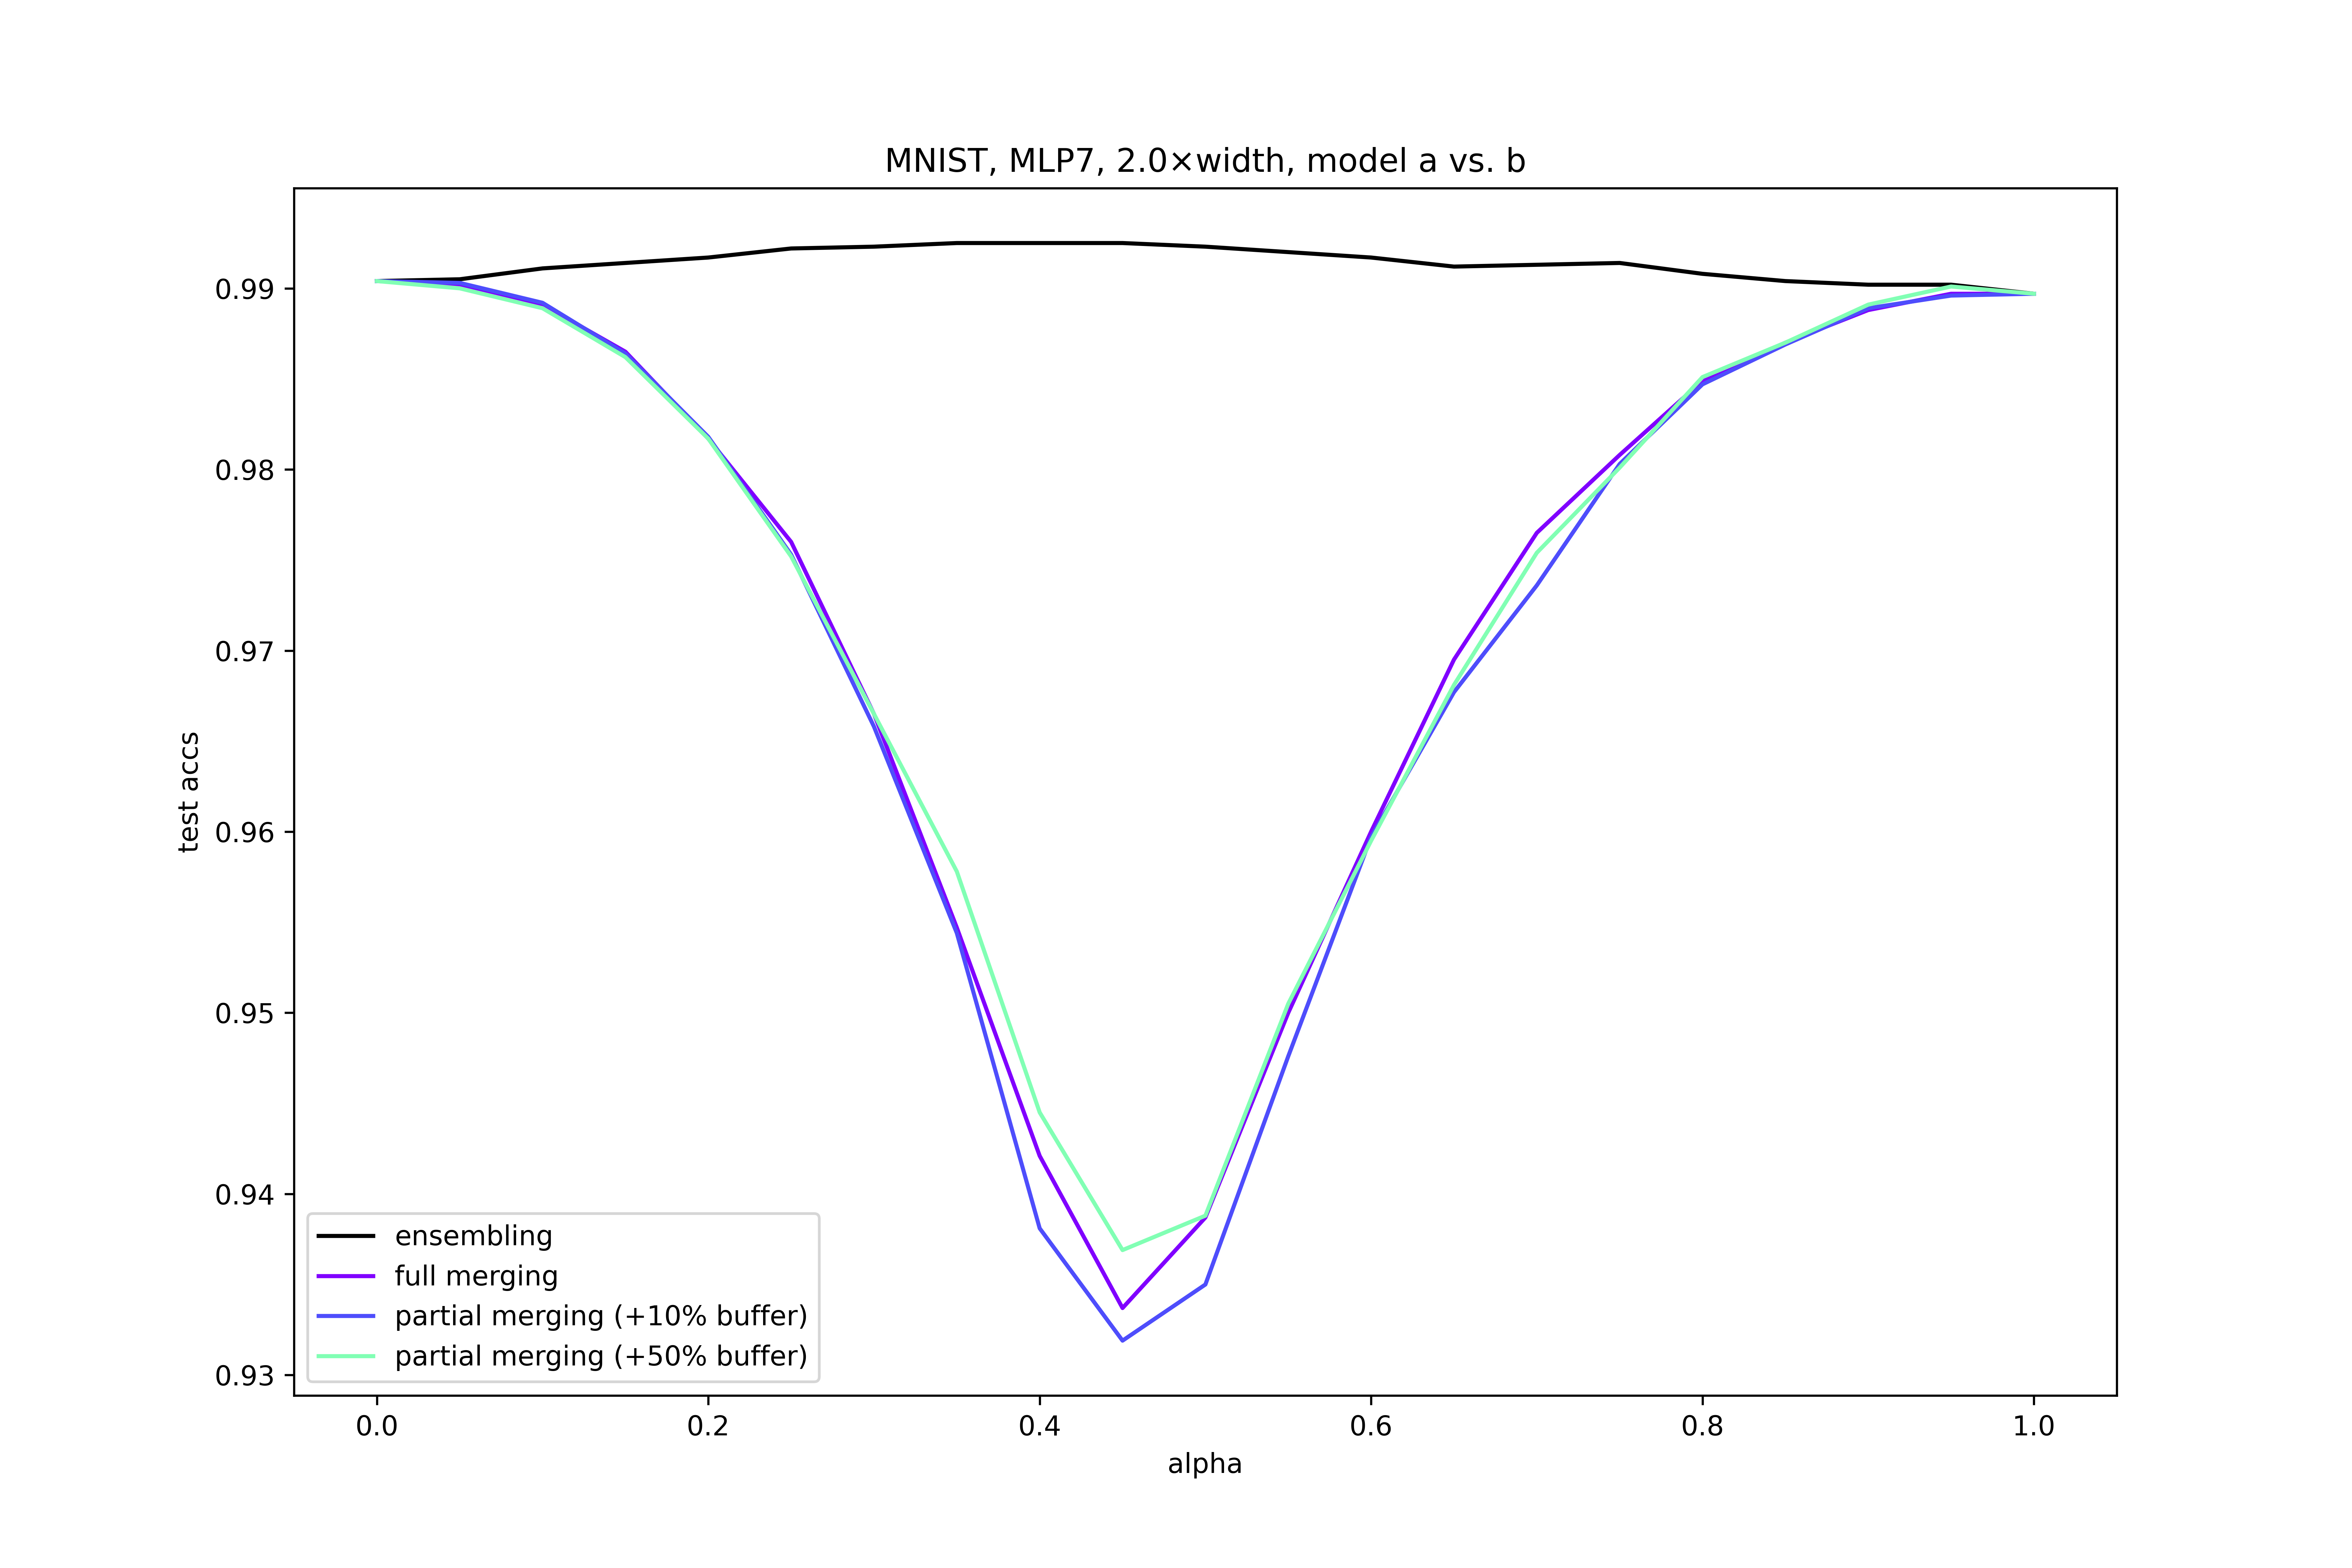 MNIST, MLP7, 2.0×width, model a vs. b
test accs
0.99
0.98
0.97
0.96
0.95
0.94
0.93
ensembling
full merging
partial merging (+10% buffer)
partial merging (+50% buffer)
0.0 0.2 0.4 0.6 0.8 1.0
alpha